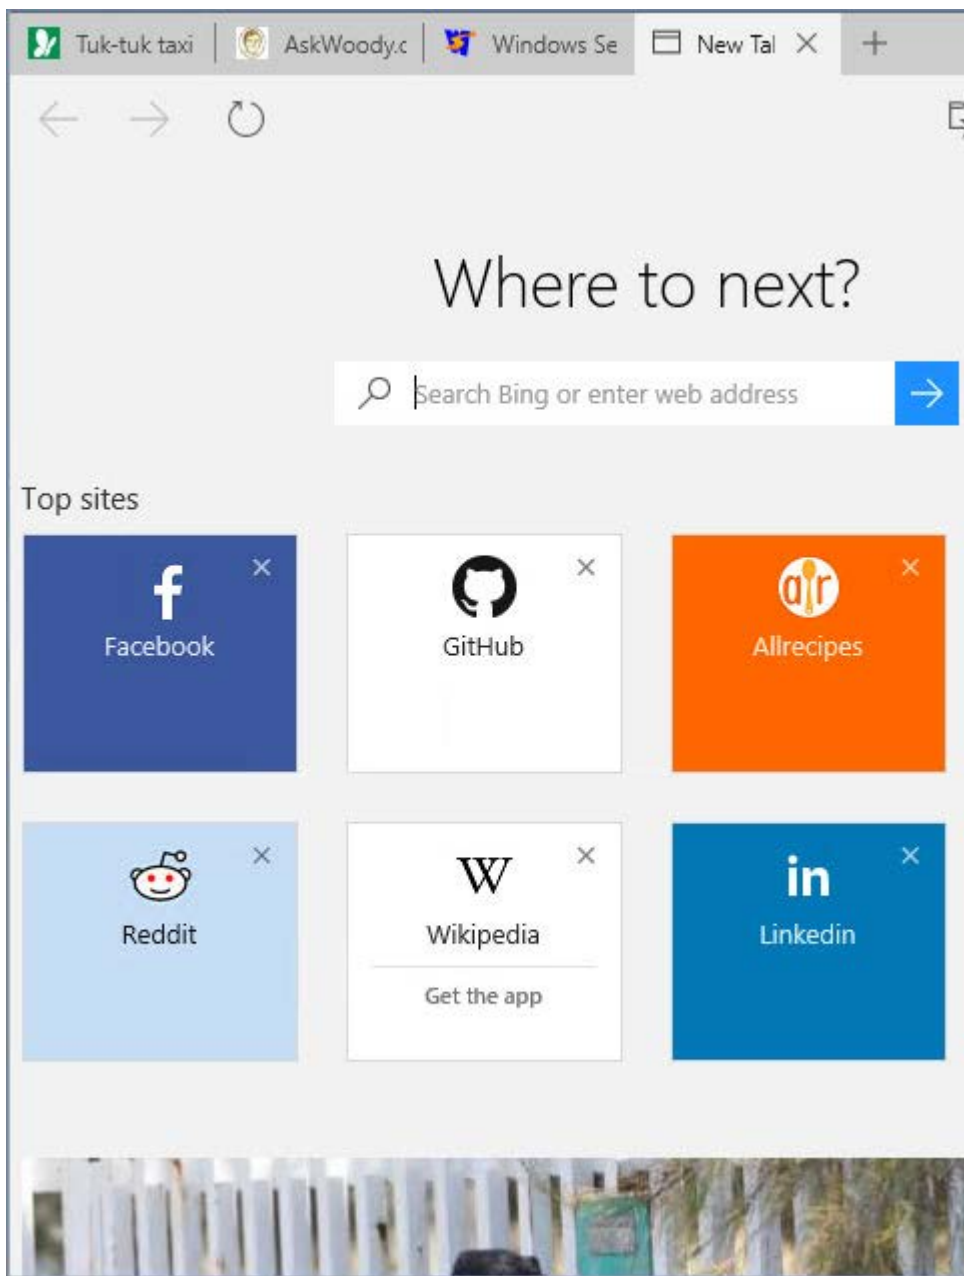 Tuk-tuk taxi
AskWoody.c
Windows Se
New Tal
Where to next?
Search Bing or enter web address
Top sites
Facebook
GitHub
Allrecipes
Reddit
W
Wikipedia
in
Linkedin
Get the app